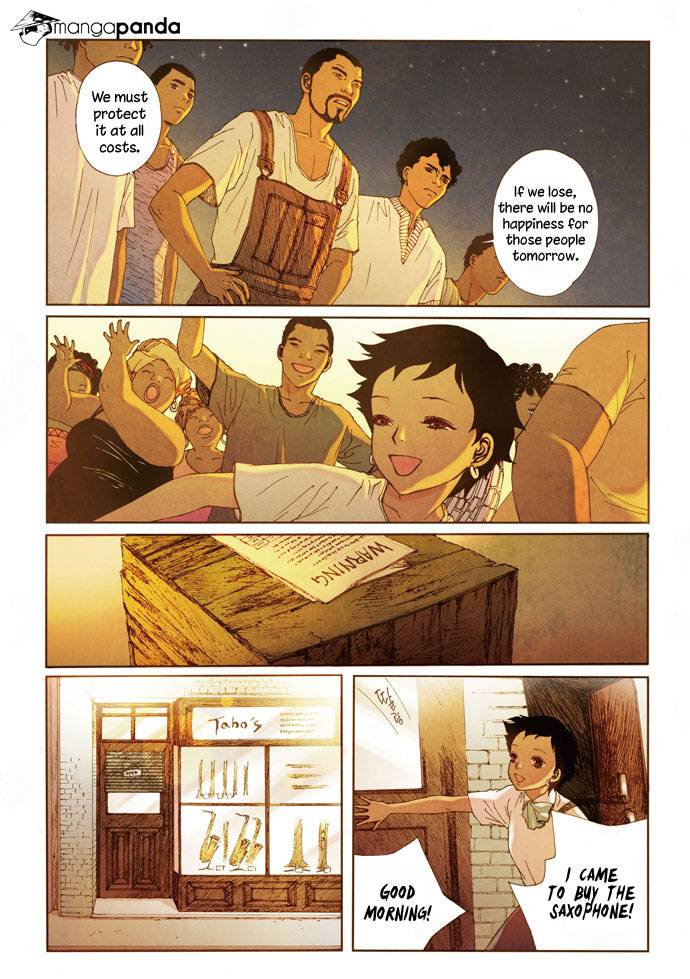 mangapanda
We must
protect
it at all
costs.
If we lose,
there will be no
happiness for
those people
tomorrow.
WARNING
Tabo's
GOOD
MORNING!
I CAME
TO BUY THE
SAXOPHONE!